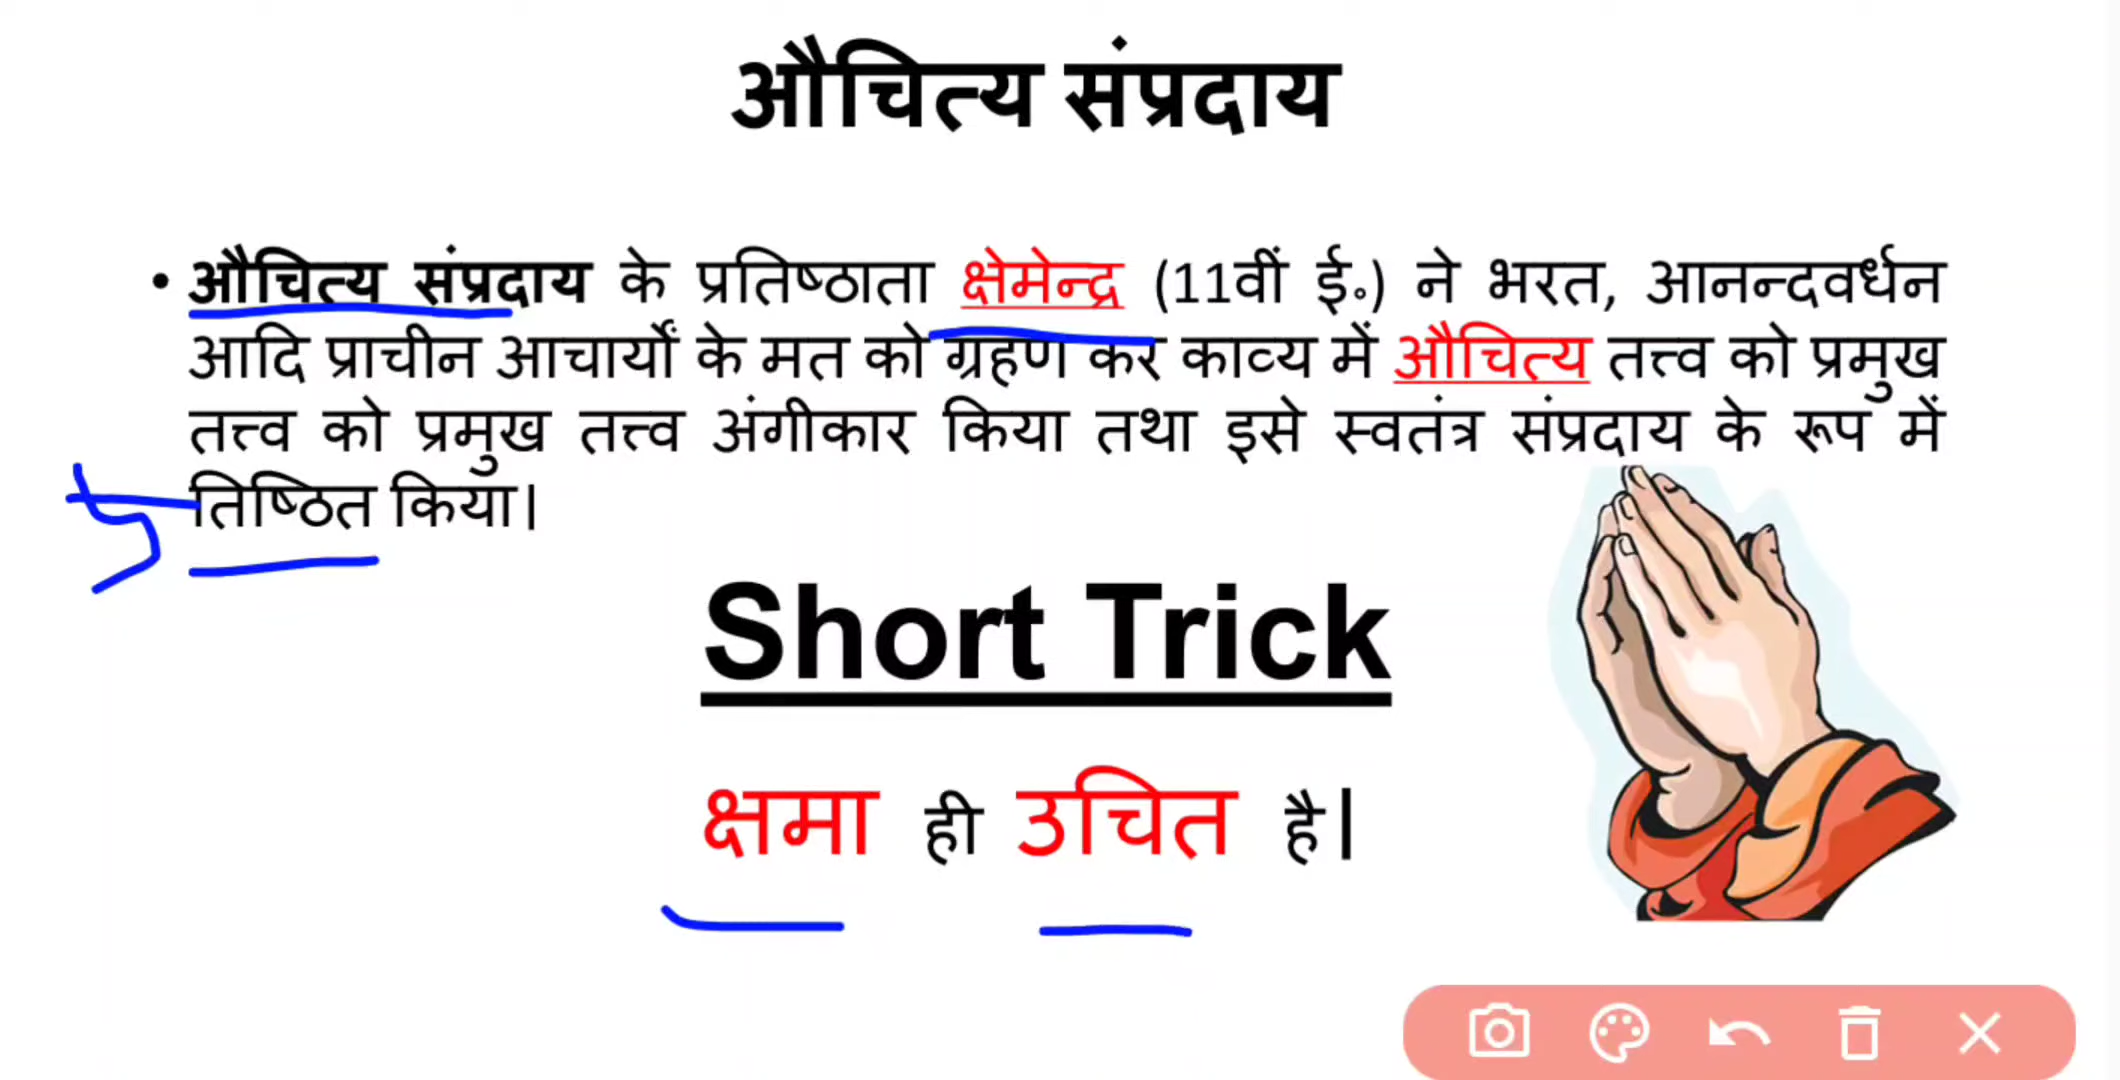 औचित्य संप्रदाय
• औचित्य संप्रदाय के प्रतिष्ठाता क्षेमेन्द्र (11वीं ई॰) ने भरत, आनन्दवर्धन
आदि प्राचीन आचार्यों के मत को ग्रहण कर काव्य में औचित्य तत्त्व को प्रमुख
तत्त्व को प्रमुख तत्त्व अंगीकार किया तथा इसे स्वतंत्र संप्रदाय के रूप में
तिष्ठित किया।
Short Trick
क्षमा ही उचित है।